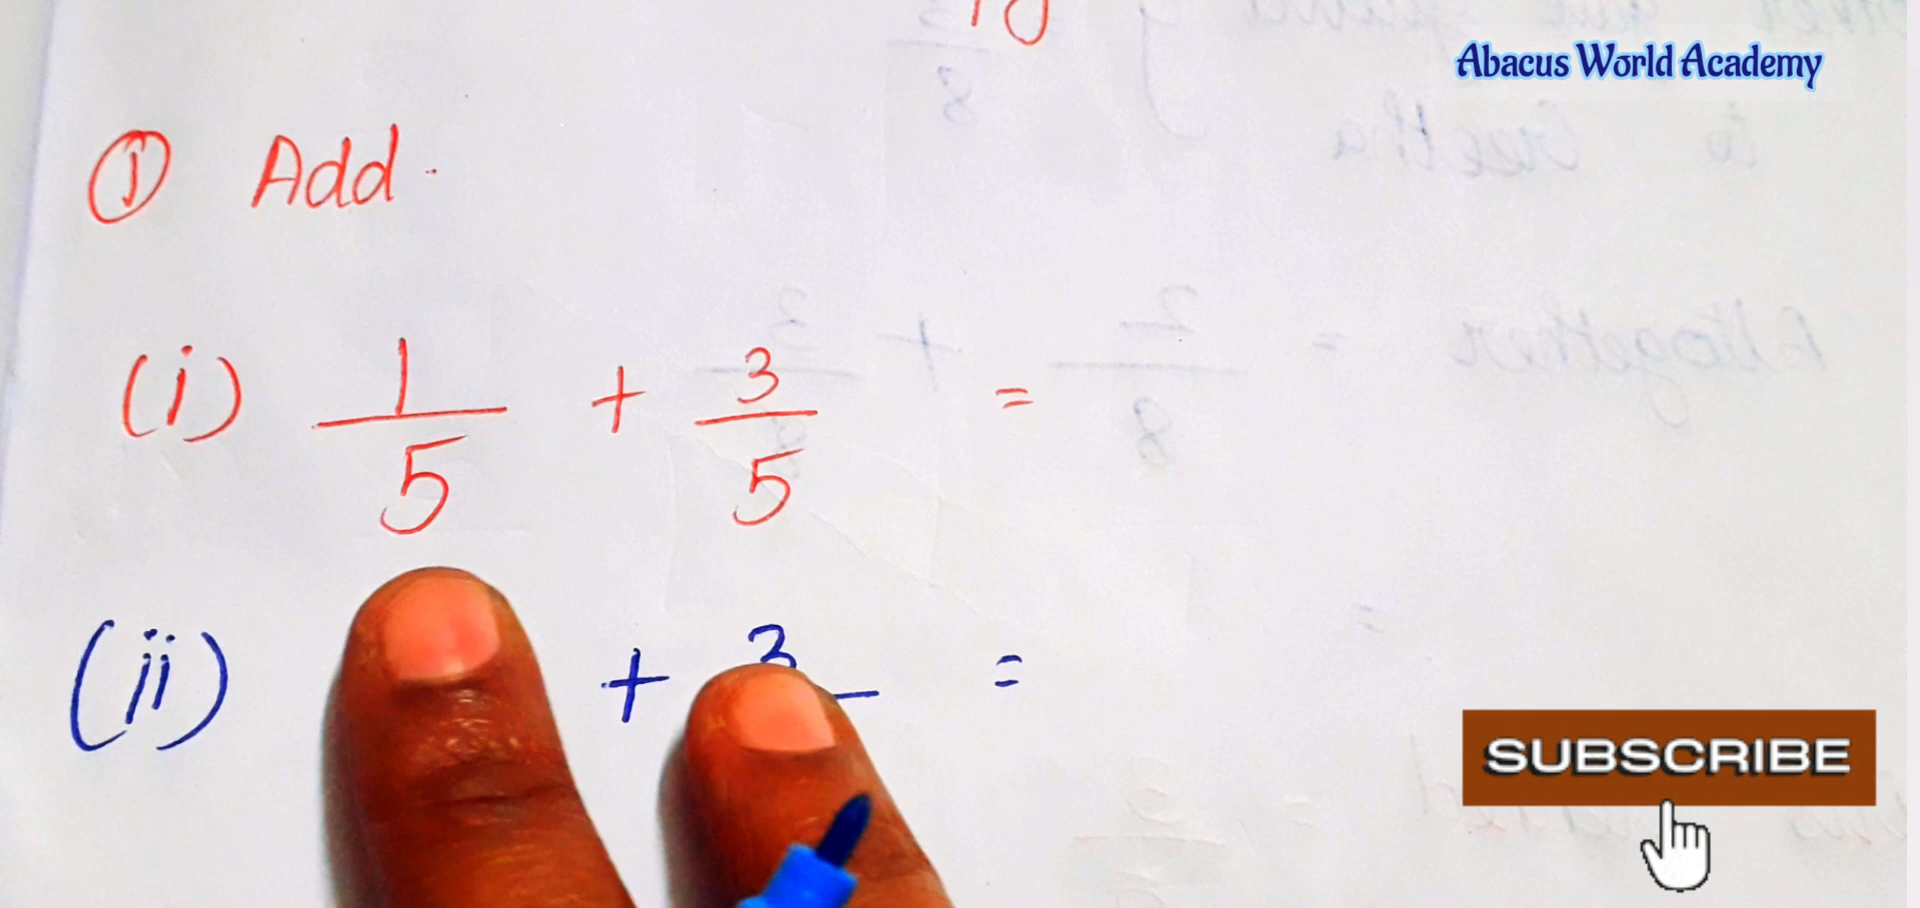 Abacus World Academy
① Add.
(i) 1/5 + 3/5 =
(ii) + 3 =
SUBSCRIBE